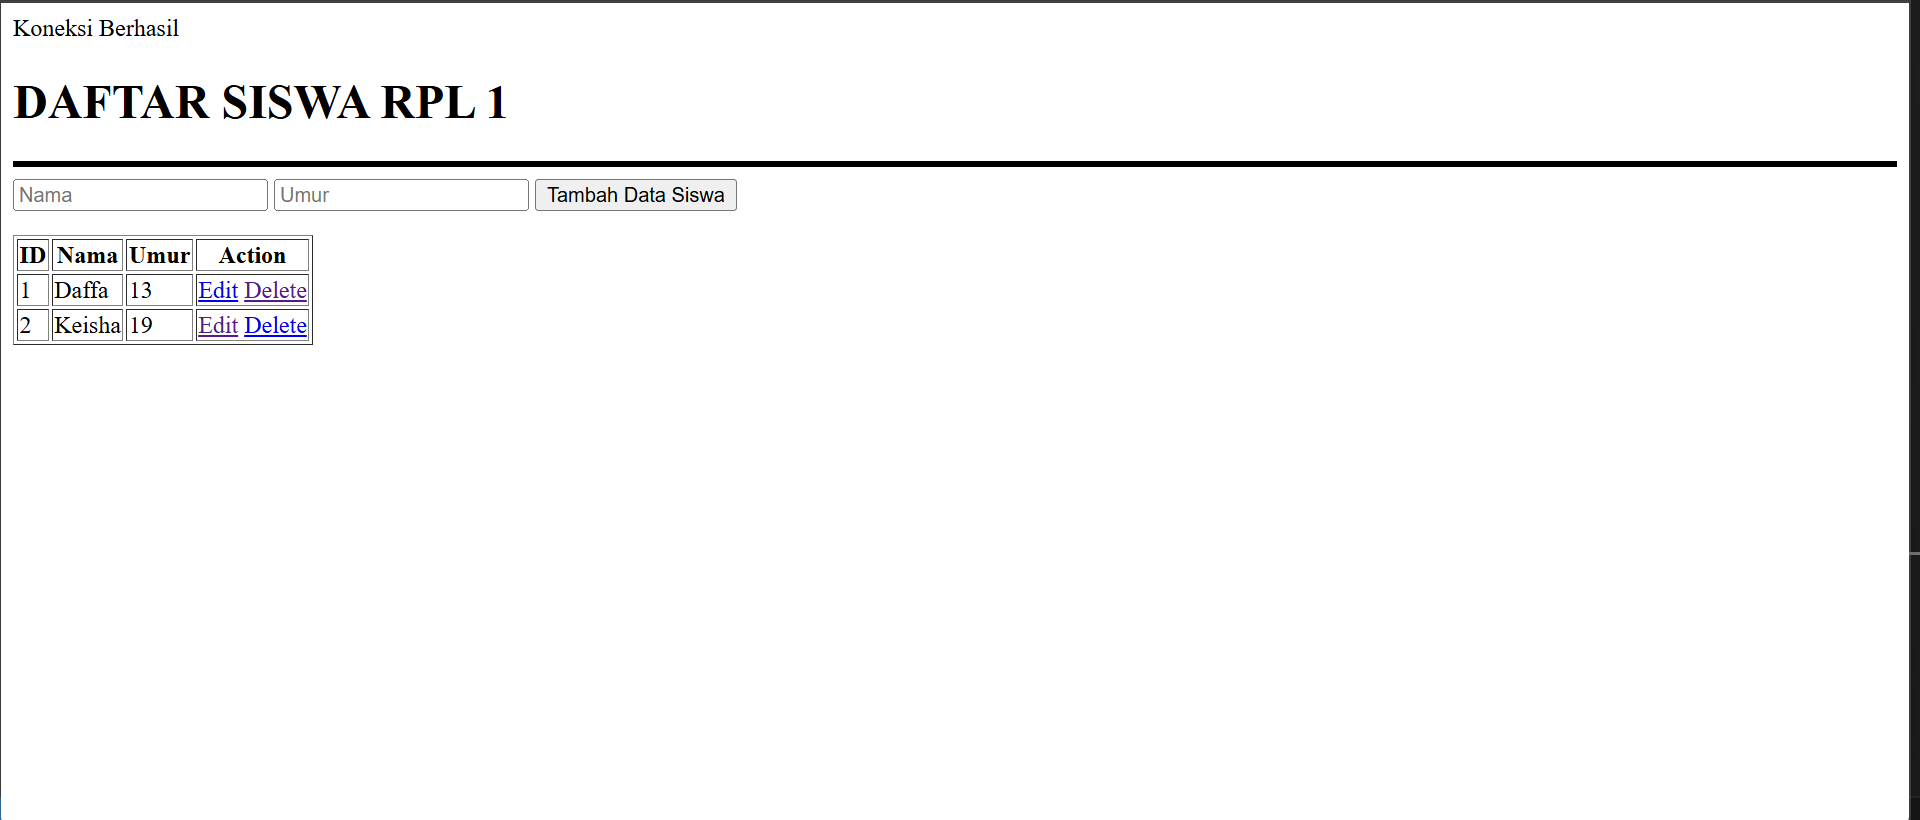 Koneksi Berhasil
DAFTAR SISWA RPL 1
Nama Umur Tambah Data Siswa
ID Nama Umur Action
1 Daffa 13 Edit Delete
2 Keisha 19 Edit Delete